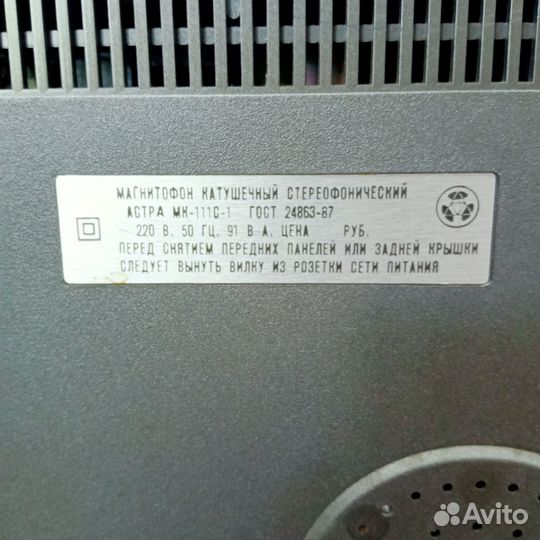 МАГНИТОФОН КАТУШЕЧНЫЙ СТЕРЕОФОНИЧЕСКИЙ
АСТРА МК-111С-1 ГОСТ 24863-87
~ 220 В. 50 ГЦ. 91 В·А. ЦЕНА РУБ.
ПЕРЕД СНЯТИЕМ ПЕРЕДНИХ ПАНЕЛЕЙ ИЛИ ЗАДНЕЙ КРЫШКИ
СЛЕДУЕТ ВЫНУТЬ ВИЛКУ ИЗ РОЗЕТКИ СЕТИ ПИТАНИЯ
Avito